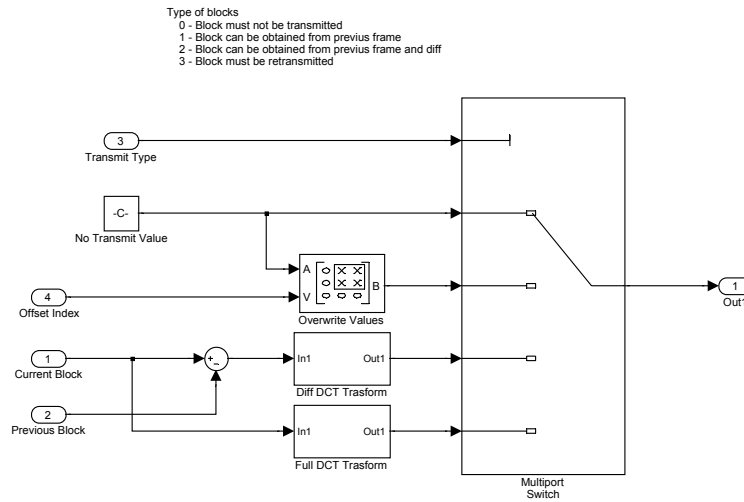 Type of blocks
0 - Block must not be transmitted
1 - Block can be obtained from previus frame
2 - Block can be obtained from previus frame and diff
3 - Block must be retransmitted
3
Transmit Type
-C-
No Transmit Value
A
V
B
Overwrite Values
4
Offset Index
1
Out1
1
Current Block
+
−
In1 Out1
Diff DCT Trasform
2
Previous Block
In1 Out1
Full DCT Trasform
Multiport
Switch